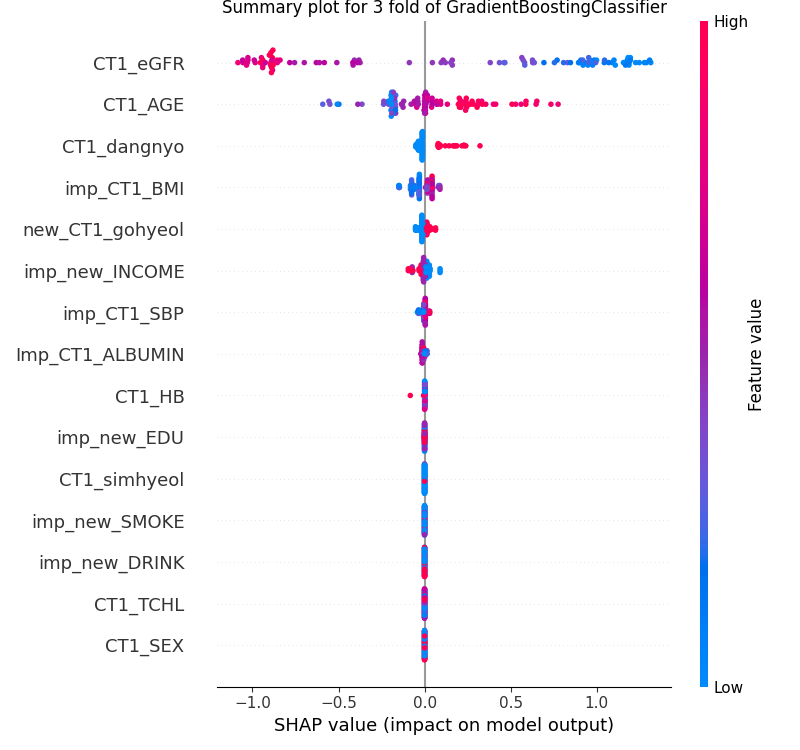 Summary plot for 3 fold of GradientBoostingClassifier
High
CT1_eGFR
CT1_AGE
CT1_dangnyo
imp_CT1_BMI
new_CT1_gohyeol
imp_new_INCOME
imp_CT1_SBP
Imp_CT1_ALBUMIN
CT1_HB
imp_new_EDU
CT1_simhyeol
imp_new_SMOKE
imp_new_DRINK
CT1_TCHL
CT1_SEX
Feature value
Low
−1.0 −0.5 0.0 0.5 1.0
SHAP value (impact on model output)